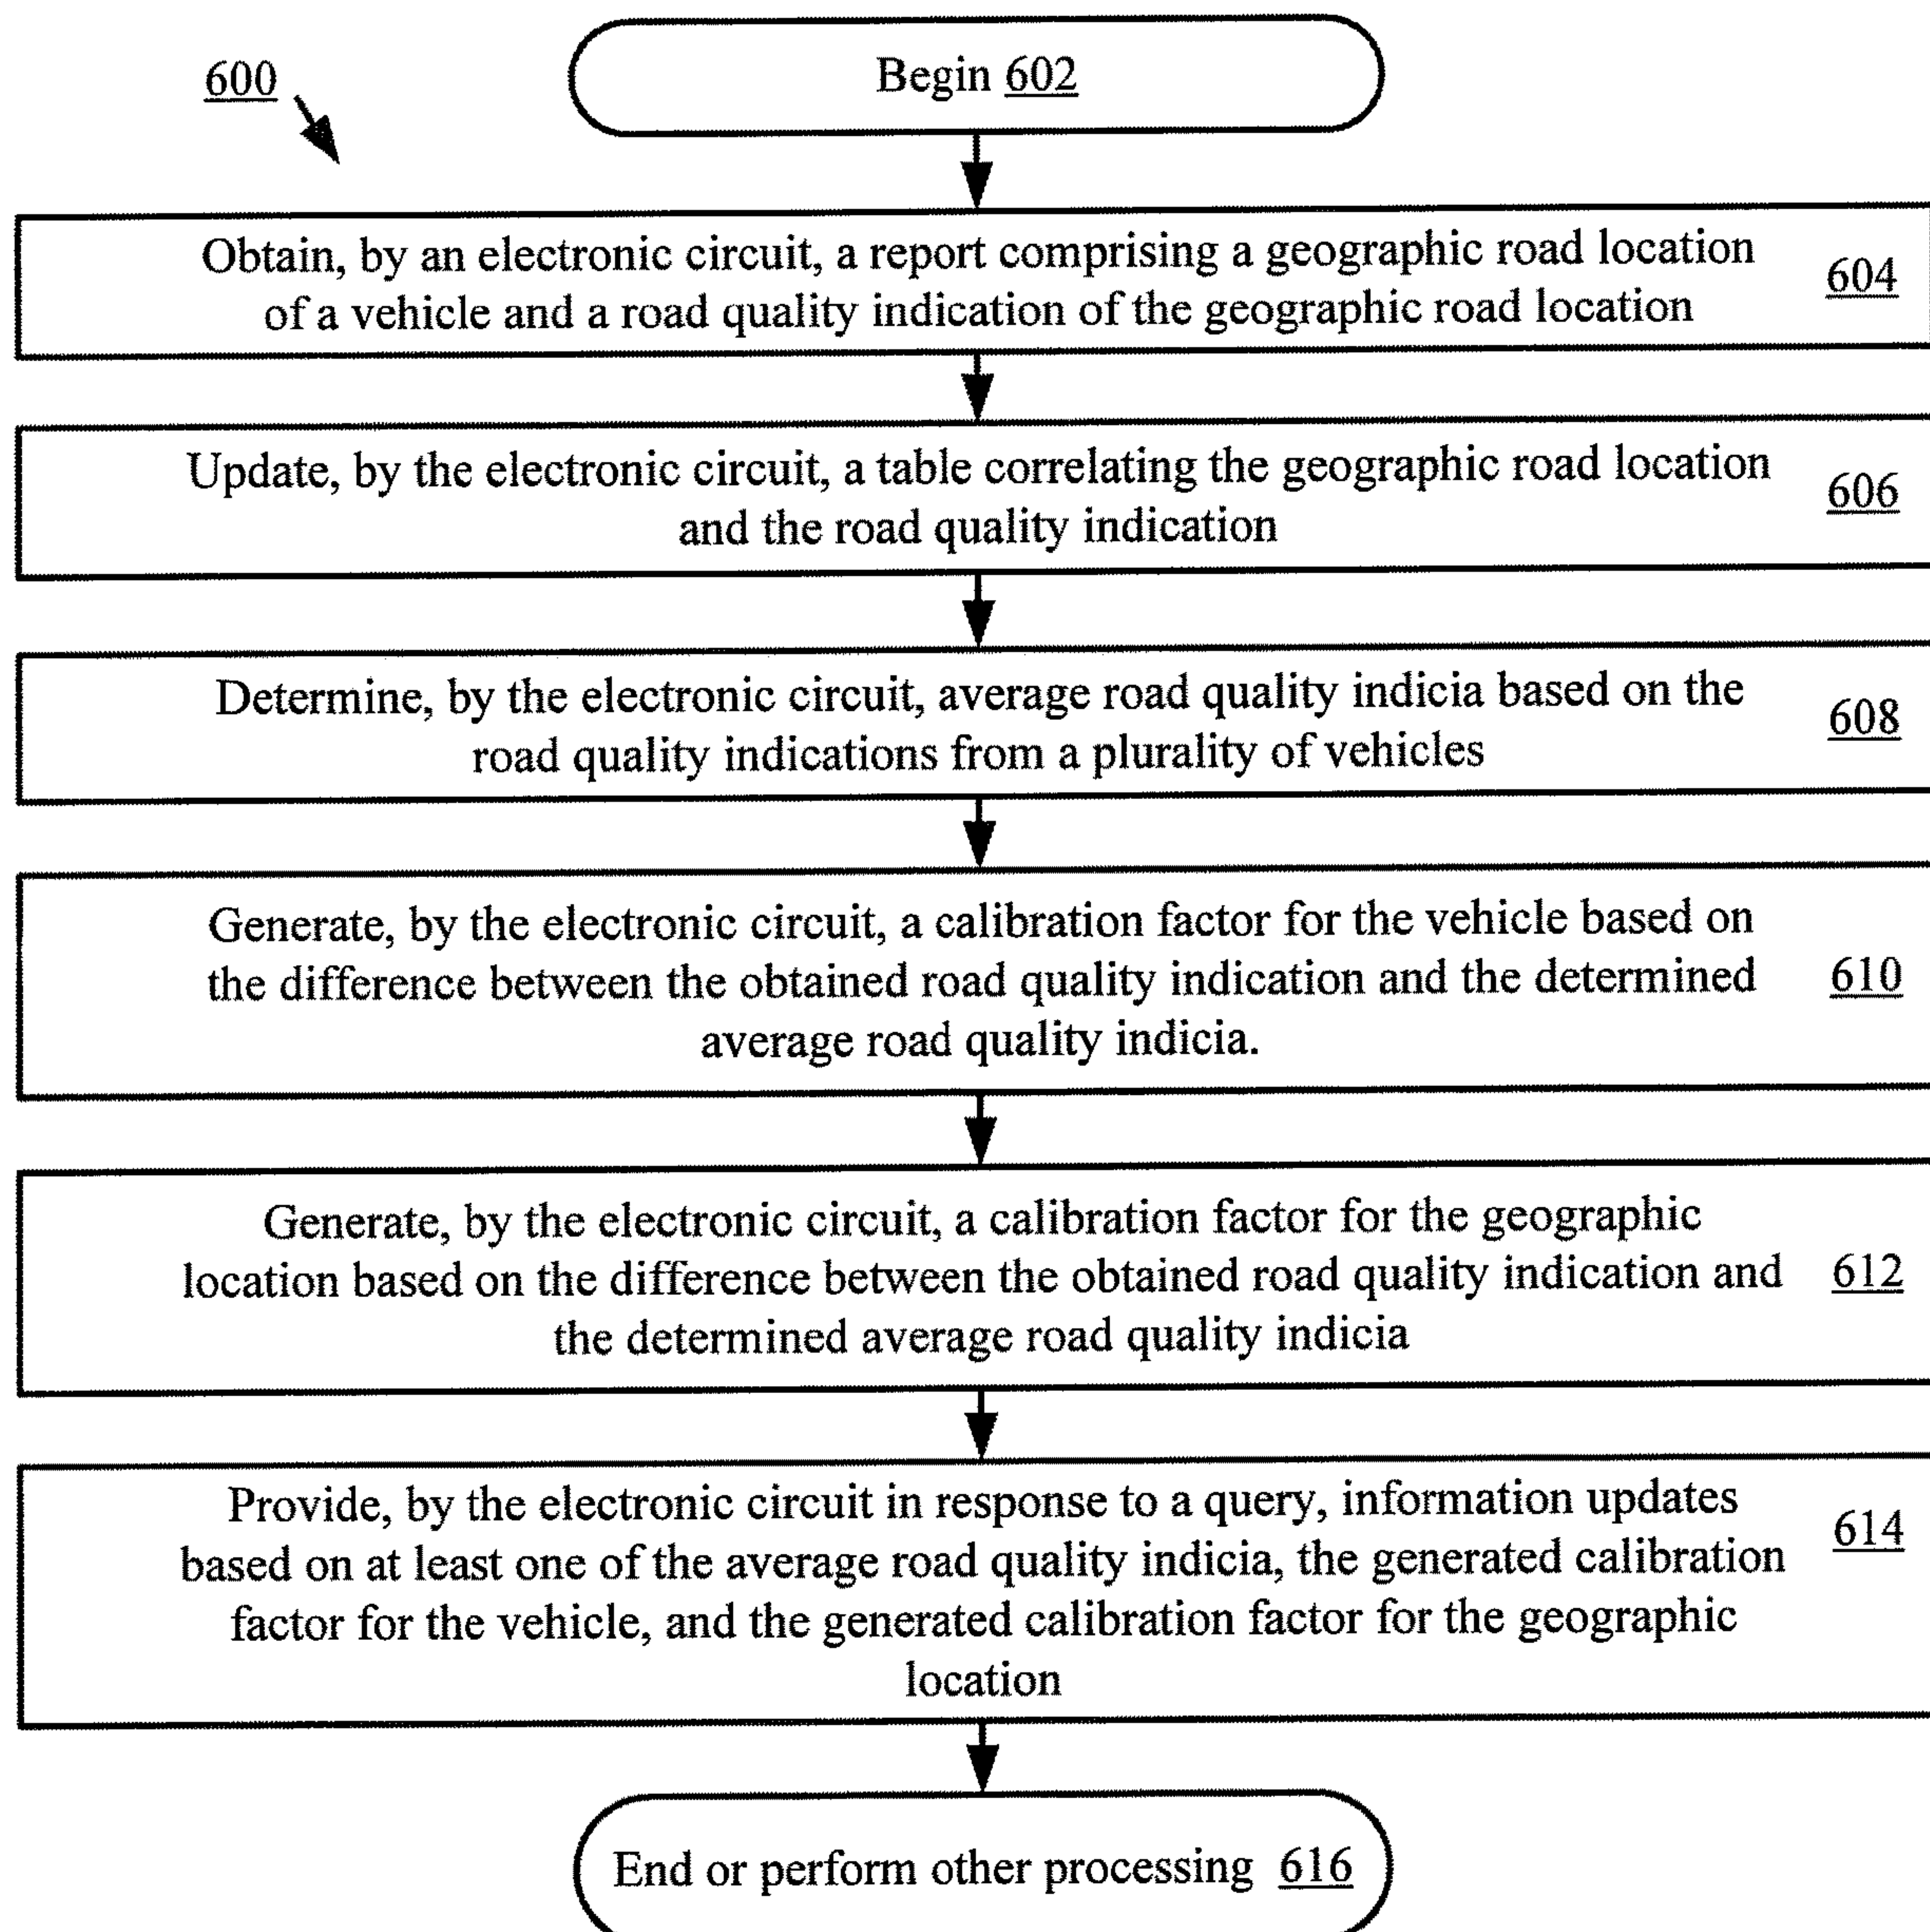 600
Begin 602
Obtain, by an electronic circuit, a report comprising a geographic road location
of a vehicle and a road quality indication of the geographic road location
604
Update, by the electronic circuit, a table correlating the geographic road location
and the road quality indication
606
Determine, by the electronic circuit, average road quality indicia based on the
road quality indications from a plurality of vehicles
608
Generate, by the electronic circuit, a calibration factor for the vehicle based on
the difference between the obtained road quality indication and the determined
average road quality indicia.
610
Generate, by the electronic circuit, a calibration factor for the geographic
location based on the difference between the obtained road quality indication and
the determined average road quality indicia
612
Provide, by the electronic circuit in response to a query, information updates
based on at least one of the average road quality indicia, the generated calibration
factor for the vehicle, and the generated calibration factor for the geographic
location
614
End or perform other processing 616